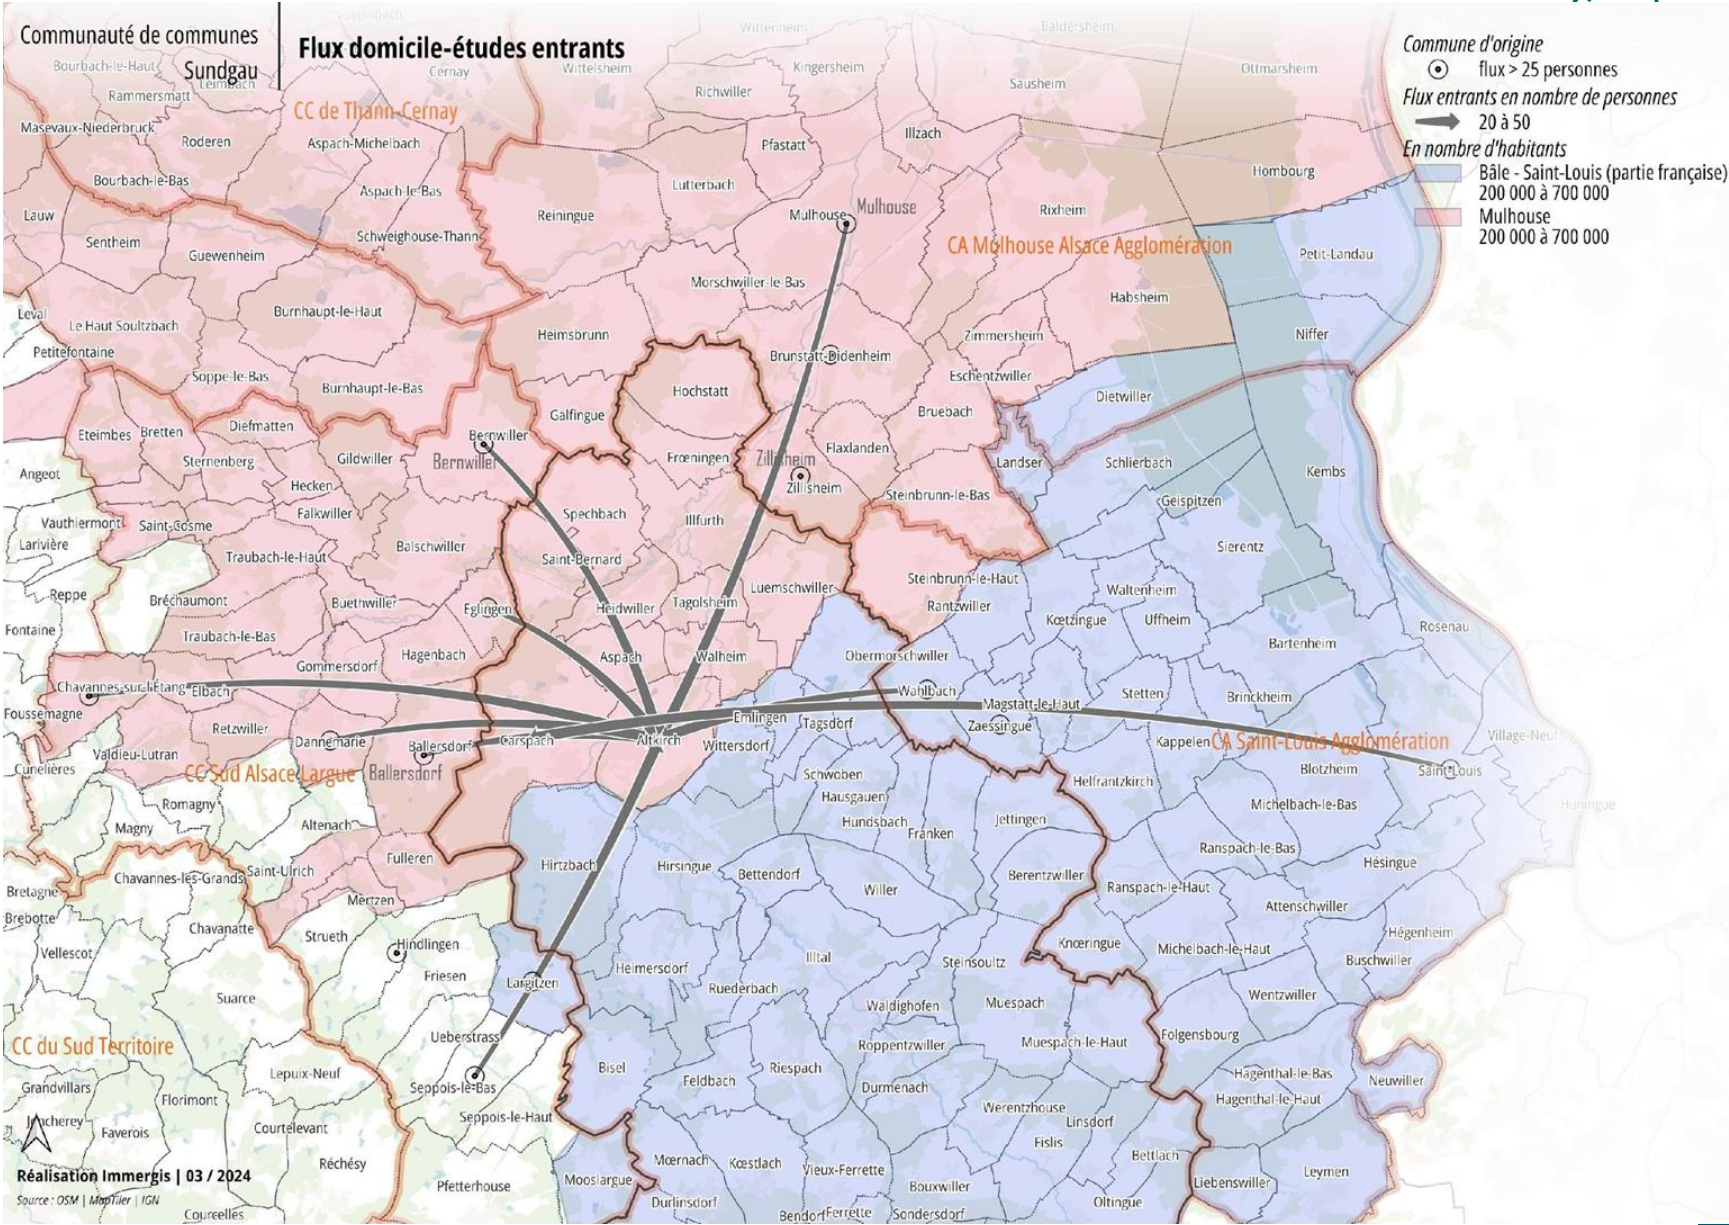 Communauté de communes
Sundgau
Flux domicile-études entrants
Commune d'origine
flux > 25 personnes
Flux entrants en nombre de personnes
20 à 50
En nombre d'habitants
Bâle - Saint-Louis (partie française)
200 000 à 700 000
Mulhouse
200 000 à 700 000
Steinbach
Wittenheim
Baldersheim
Bourbach-le-Haut
Leimbach
Cernay
Wittelsheim
Kingersheim
Ottmarsheim
Rammersmatt
Richwiller
Sausheim
CC de Thann-Cernay
Masevaux-Niederbruck
Roderen
Aspach-Michelbach
Pfastatt
Illzach
Bourbach-le-Bas
Aspach-le-Bas
Lutterbach
Hombourg
Lauw
Reiningue
Mulhouse
Mulhouse
Rixheim
Sentheim
Guewenheim
Schweighouse-Thann
CA Mulhouse Alsace Agglomération
Petit-Landau
Morschwiller-le-Bas
Habsheim
Leval
Le Haut Soultzbach
Burnhaupt-le-Haut
Heimsbrunn
Zimmersheim
Niffer
Petitefontaine
Brunstatt-Didenheim
Soppe-le-Bas
Burnhaupt-le-Bas
Hochstatt
Eschentzwiller
Dietwiller
Galfingue
Bruebach
Eteimbes
Bretten
Diefmatten
Bernwiller
Bernwiller
Flaxlanden
Angeot
Sternenberg
Gildwiller
Frœningen
Zillisheim
Zillisheim
Landser
Schlierbach
Kembs
Hecken
Steinbrunn-le-Bas
Geispitzen
Vauthiermont
Saint-Cosme
Falkwiller
Spechbach
Illfurth
Larivière
Traubach-le-Haut
Balschwiller
Saint-Bernard
Sierentz
Reppe
Bréchaumont
Buethwiller
Eglingen
Heidwiller
Tagolsheim
Luemschwiller
Steinbrunn-le-Haut
Rantzwiller
Waltenheim
Fontaine
Traubach-le-Bas
Kœtzingue
Uffheim
Rosenau
Gommersdorf
Hagenbach
Aspach
Walheim
Obermorschwiller
Bartenheim
Chavannes-sur-l'Étang
Elbach
Wahlbach
Magstatt-le-Haut
Stetten
Brinckheim
Foussemagne
Retzwiller
Dannemarie
Ballersdorf
Carspach
Altkirch
Emlingen
Tagsdorf
Zaessingue
Village-Neuf
Cunelières
Valdieu-Lutran
Wittersdorf
Kappelen
CA Saint-Louis Agglomération
CC Sud Alsace Largue
Ballersdorf
Schwoben
Helfrantzkirch
Blotzheim
Saint-Louis
Romagny
Hausgauen
Michelbach-le-Bas
Huningue
Magny
Altenach
Hundsbach
Franken
Jettingen
Fulleren
Hirtzbach
Hirsingue
Ranspach-le-Bas
Hésingue
Chavannes-les-Grands
Saint-Ulrich
Bettendorf
Willer
Berentzwiller
Ranspach-le-Haut
Bretagne
Mertzen
Attenschwiller
Brebotte
Chavanatte
Strueth
Hindlingen
Knœringue
Michelbach-le-Haut
Hégenheim
Vellescot
Friesen
Largitzen
Heimersdorf
Illtal
Steinsoultz
Buschwiller
Suarce
Ruederbach
Waldighofen
Muespach
Wentzwiller
CC du Sud Territoire
Ueberstrass
Roppentzwiller
Muespach-le-Haut
Folgensbourg
Grandvillars
Lepuix-Neuf
Seppois-le-Bas
Bisel
Feldbach
Riespach
Durmenach
Hagenthal-le-Bas
Neuwiller
Florimont
Hagenthal-le-Haut
Joncherey
Faverois
Courtelevant
Seppois-le-Haut
Werentzhouse
Linsdorf
Fislis
Réchésy
Mœrnach
Kœstlach
Vieux-Ferrette
Bettlach
Leymen
Réalisation Immergis | 03 / 2024
Pfetterhouse
Mooslargue
Bouxwiller
Liebenswiller
Source : OSM | MapTiler | IGN
Courcelles
Durlinsdorf
Bendorf
Ferrette
Sondersdorf
Oltingue